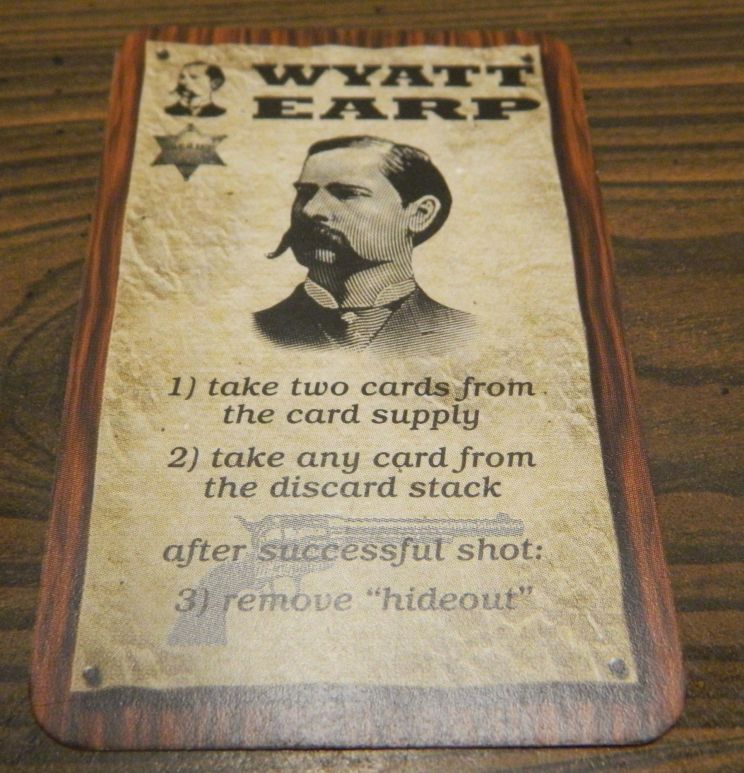 WYATT
EARP
1) take two cards from
the card supply
2) take any card from
the discard stack
after successful shot:
3) remove “hideout”